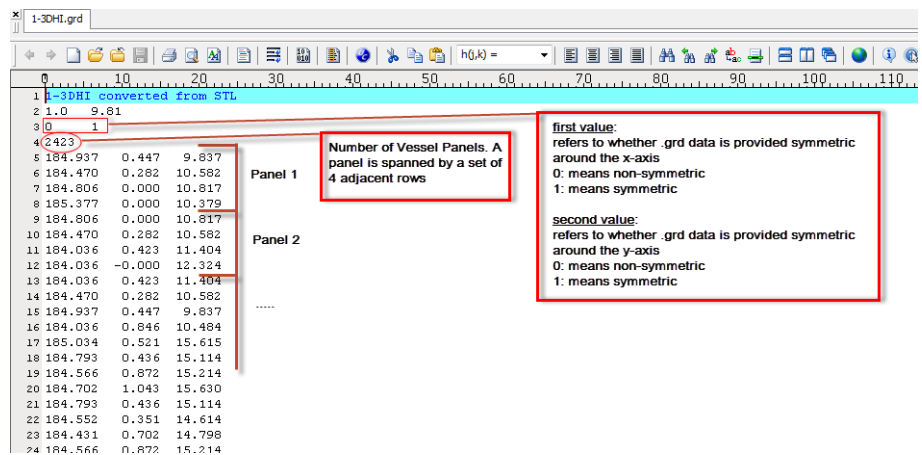 1-3DHI.grd
h(j,k) =
0 10 20 30 40 50 60 70 80 90 100 110
1 1-3DHI converted from STL
2 1.0 9.81
3 0 1
4 2423
5 184.937 0.447 9.837
6 184.470 0.282 10.582
7 184.806 0.000 10.817
8 185.377 0.000 10.379
9 184.806 0.000 10.817
10 184.470 0.282 10.582
11 184.036 0.423 11.404
12 184.036 -0.000 12.324
13 184.036 0.423 11.404
14 184.470 0.282 10.582
15 184.937 0.447 9.837
16 184.036 0.846 10.484
17 185.034 0.521 15.615
18 184.793 0.436 15.114
19 184.566 0.872 15.214
20 184.702 1.043 15.630
21 184.793 0.436 15.114
22 184.552 0.351 14.614
23 184.431 0.702 14.798
24 184.566 0.872 15.214
Panel 1
Panel 2
-----
Number of Vessel Panels. A
panel is spanned by a set of
4 adjacent rows
first value:
refers to whether .grd data is provided symmetric
around the x-axis
0: means non-symmetric
1: means symmetric
second value:
refers to whether .grd data is provided symmetric
around the y-axis
0: means non-symmetric
1: means symmetric